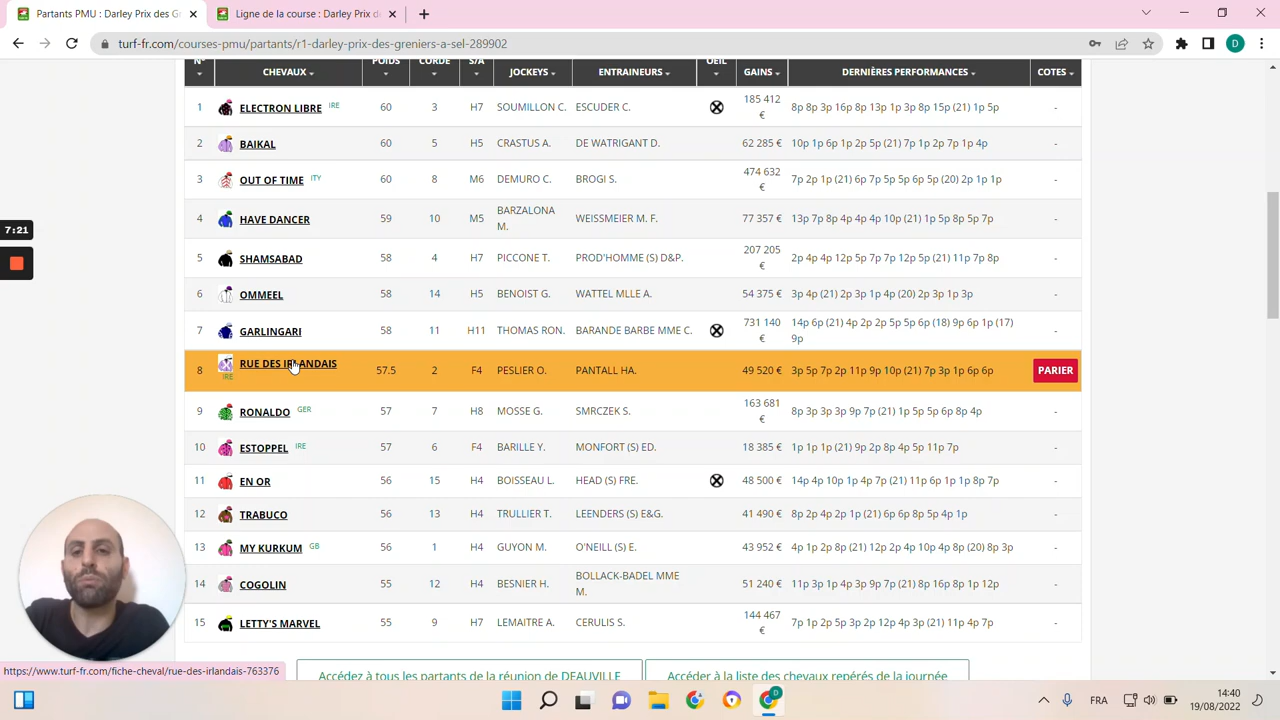 Partants PMU : Darley Prix des G
Ligne de la course : Darley Prix de
turf-fr.com/courses-pmu/partants/r1-darley-prix-des-greniers-a-sel-289902
N° CHEVAUX POIDS CORDE S/A JOCKEYS ENTRAINEURS OEIL GAINS DERNIÈRES PERFORMANCES COTES
1 ELECTRON LIBRE IRE 60 3 H7 SOUMILLON C. ESCUDER C. 185 412 € 8p 8p 3p 16p 8p 13p 1p 3p 8p 15p (21) 1p 5p -
2 BAIKAL 60 5 H5 CRASTUS A. DE WATRIGANT D. 62 285 € 10p 1p 6p 1p 2p 5p (21) 7p 1p 2p 7p 1p 4p -
3 OUT OF TIME ITY 60 8 M6 DEMURO C. BROGI S. 474 632 € 7p 2p 1p (21) 6p 7p 5p 5p 6p 5p (20) 2p 1p 1p -
4 HAVE DANCER 59 10 M5 BARZALONA M. WEISSMEIER M. F. 77 357 € 13p 7p 8p 4p 4p 4p 10p (21) 1p 5p 8p 5p 7p -
5 SHAMSABAD 58 4 H7 PICCONE T. PROD'HOMME (S) D&P. 207 205 € 2p 4p 4p 12p 5p 7p 7p 12p 5p (21) 11p 7p 8p -
6 OMMEEL 58 14 H5 BENOIST G. WATTEL MLLE A. 54 375 € 3p 4p (21) 2p 3p 1p 4p (20) 2p 3p 1p 3p -
7 GARLINGARI 58 11 H11 THOMAS RON. BARANDE BARBE MME C. 731 140 € 14p 6p (21) 4p 2p 2p 5p 5p 6p (18) 9p 6p 1p (17) 9p -
8 RUE DES IRLANDAIS IRE 57.5 2 F4 PESLIER O. PANTALL HA. 49 520 € 3p 5p 7p 2p 11p 9p 10p (21) 7p 3p 1p 6p 6p PARIER
9 RONALDO GER 57 7 H8 MOSSE G. SMRCZEK S. 163 681 € 8p 3p 3p 3p 9p 7p (21) 1p 5p 5p 6p 8p 4p -
10 ESTOPPEL IRE 57 6 F4 BARILLE Y. MONFORT (S) ED. 18 385 € 1p 1p 1p (21) 9p 2p 8p 4p 5p 11p 7p -
11 EN OR 56 15 H4 BOISSEAU L. HEAD (S) FRE. 48 500 € 14p 4p 10p 1p 4p 7p (21) 11p 6p 1p 1p 8p 7p -
12 TRABUCO 56 13 H4 TRULLIER T. LEENDERS (S) E&G. 41 490 € 8p 2p 4p 2p 1p (21) 6p 6p 8p 5p 4p 1p -
13 MY KURKUM GB 56 1 H4 GUYON M. O'NEILL (S) E. 43 952 € 4p 1p 2p 8p (21) 12p 2p 4p 10p 4p 8p (20) 8p 3p -
14 COGOLIN 55 12 H4 BESNIER H. BOLLACK-BADEL MME M. 51 240 € 11p 3p 1p 4p 3p 9p 7p (21) 8p 16p 8p 1p 12p -
15 LETTY'S MARVEL 55 9 H7 LEMAITRE A. CERULIS S. 144 467 € 7p 1p 2p 5p 3p 2p 12p 4p 3p (21) 11p 4p 7p -
Accédez à tous les partants de la réunion de DEAUVILLE
Accéder à la liste des chevaux repérés de la journée
https://www.turf-fr.com/fiche-cheval/rue-des-irlandais-763376
7:21
D
FRA
14:40
19/08/2022